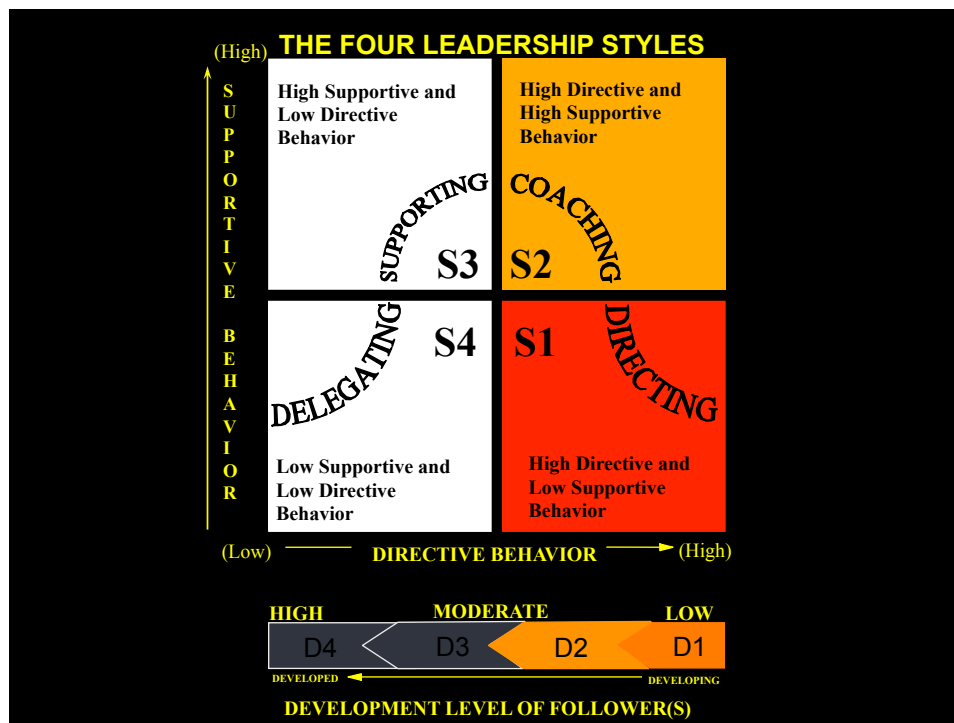 THE FOUR LEADERSHIP STYLES
(High)
SUPPORTIVE BEHAVIOR
High Supportive and
Low Directive
Behavior
SUPPORTING
S3
High Directive and
High Supportive
Behavior
COACHING
S2
DELEGATING
S4
Low Supportive and
Low Directive
Behavior
S1
DIRECTING
High Directive and
Low Supportive
Behavior
(Low) DIRECTIVE BEHAVIOR (High)
HIGH MODERATE LOW
D4 D3 D2 D1
DEVELOPED DEVELOPING
DEVELOPMENT LEVEL OF FOLLOWER(S)